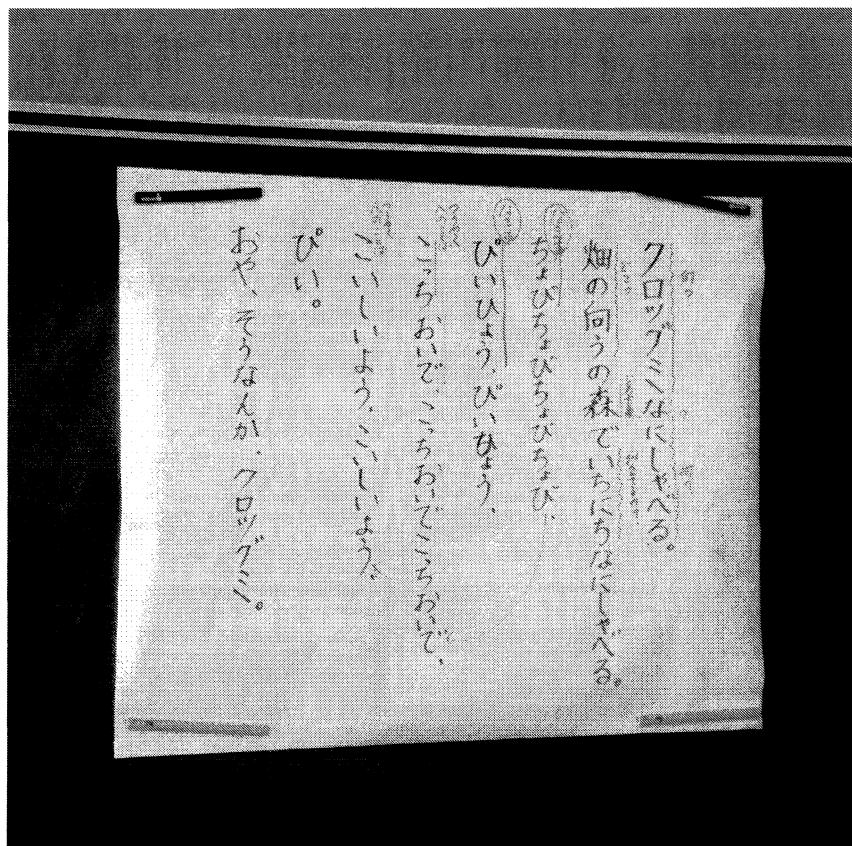 クロツグミなにしゃべる。
畑の向うの森でいちにちなにしゃべる。
ちょびちょびちょびちょび、
ぴいひょう、ぴいひょう、
こっちおいで、こっちおいでこっちおいで、
こいしいよう、こいしいよう、
ぴい。
おや、そうなんか、クロツグミ。